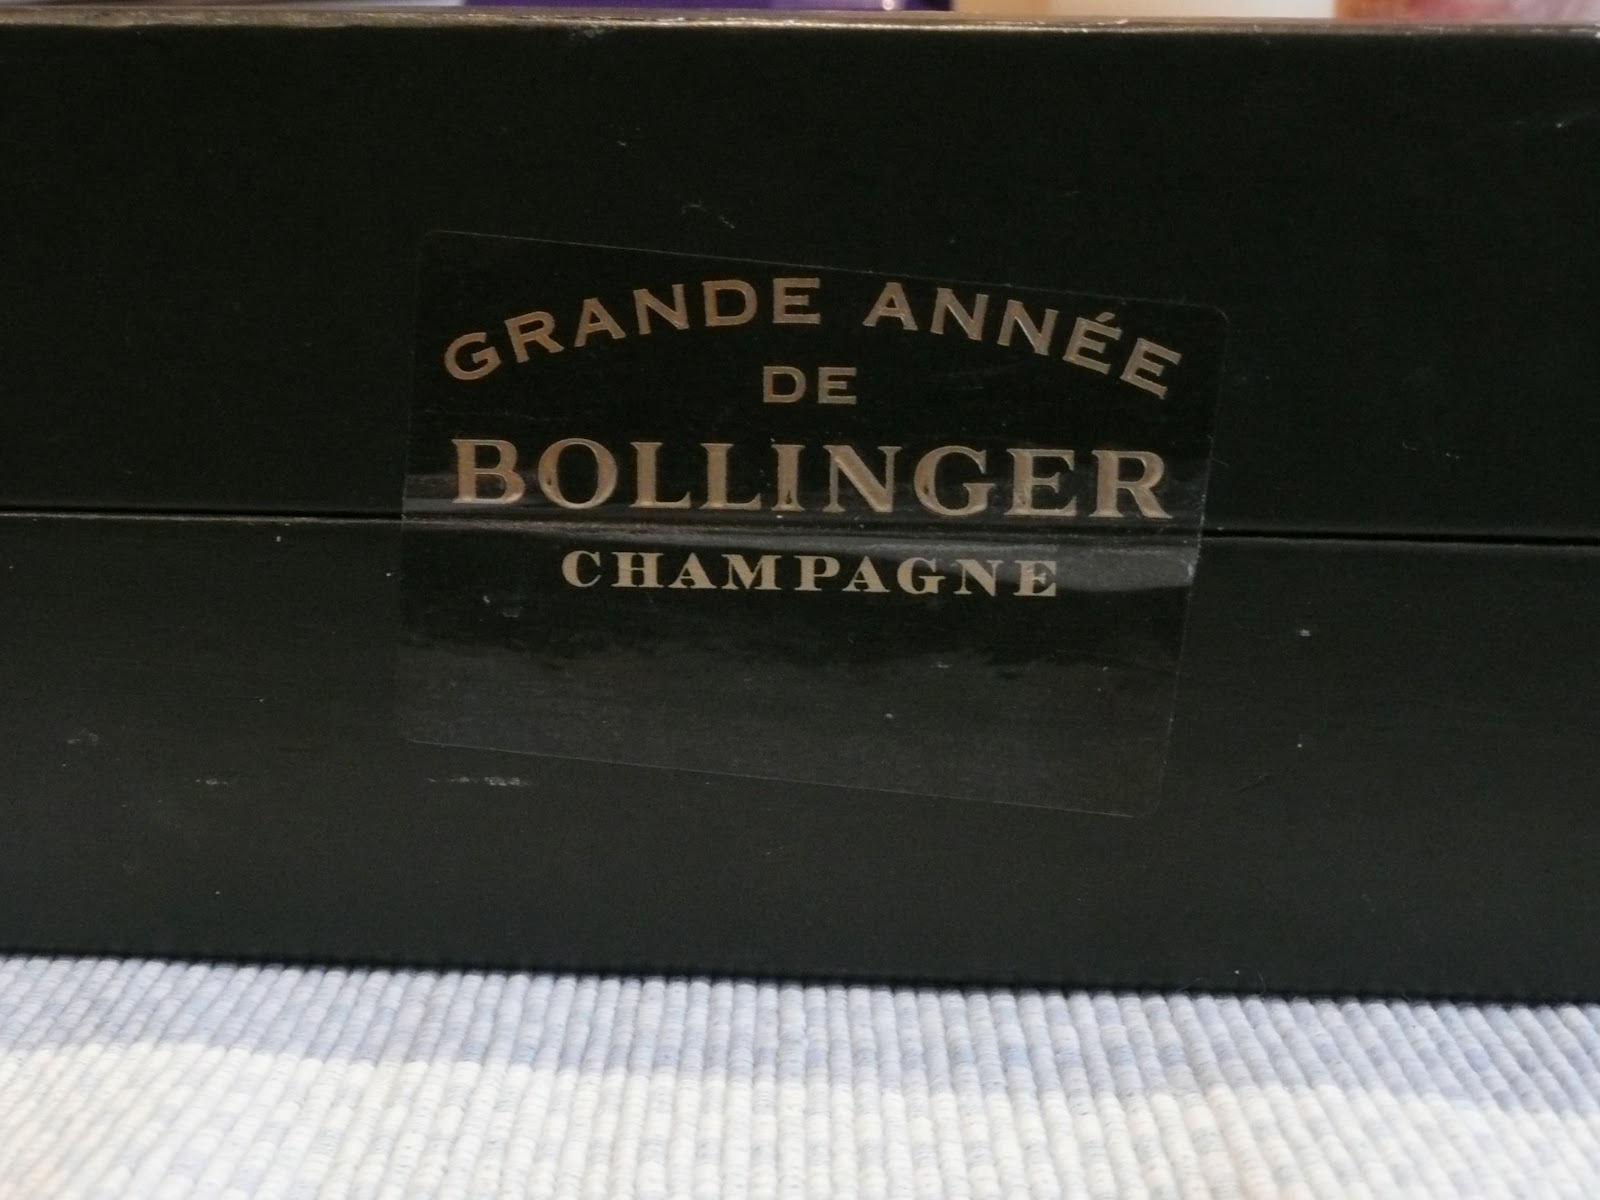 GRANDE ANNÉE
DE
BOLLINGER
CHAMPAGNE